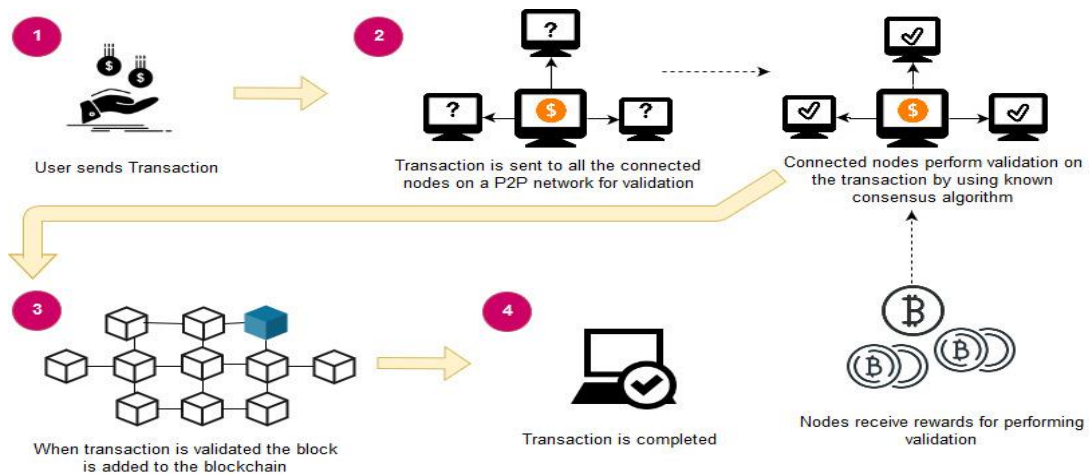 1
User sends Transaction
2
Transaction is sent to all the connected
nodes on a P2P network for validation
Connected nodes perform validation on
the transaction by using known
consensus algorithm
3
When transaction is validated the block
is added to the blockchain
4
Transaction is completed
Nodes receive rewards for performing
validation